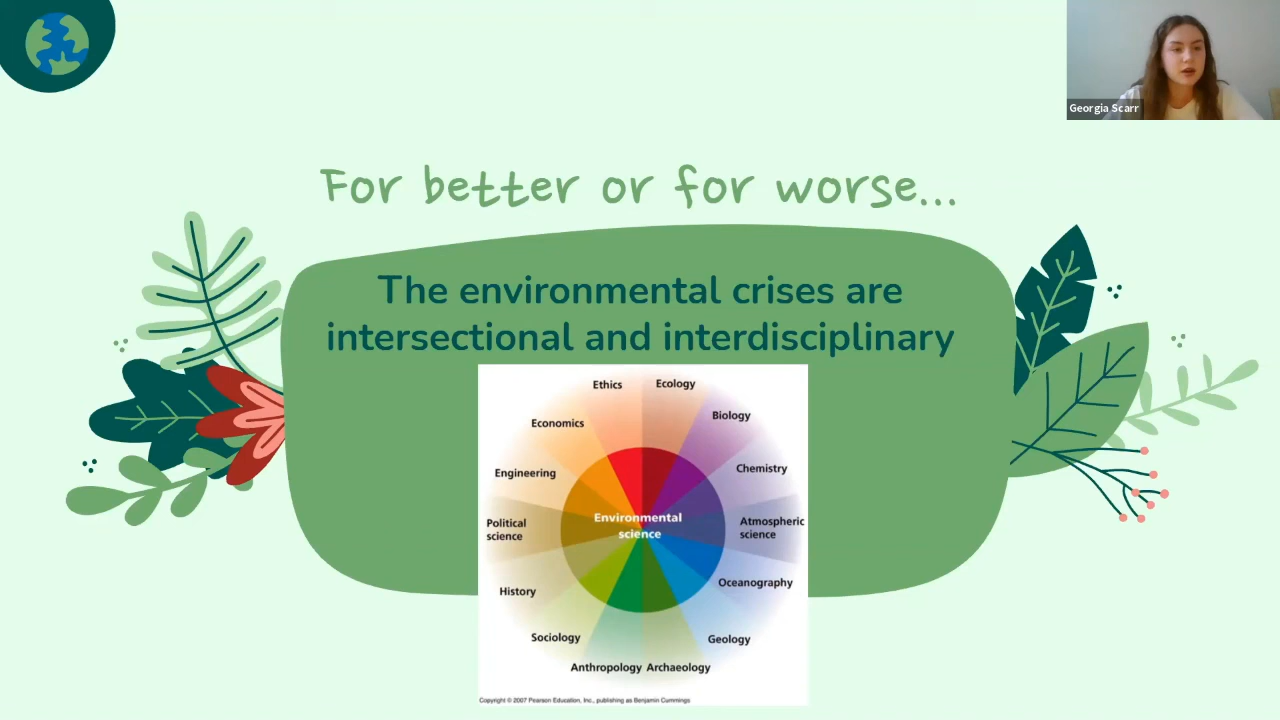 Georgia Scarr
For better or for worse...
The environmental crises are
intersectional and interdisciplinary
Ethics
Ecology
Economics
Biology
Engineering
Chemistry
Environmental
science
Political
science
Atmospheric
science
History
Oceanography
Sociology
Geology
Anthropology
Archaeology
Copyright © 2007 Pearson Education, Inc., publishing as Benjamin Cummings